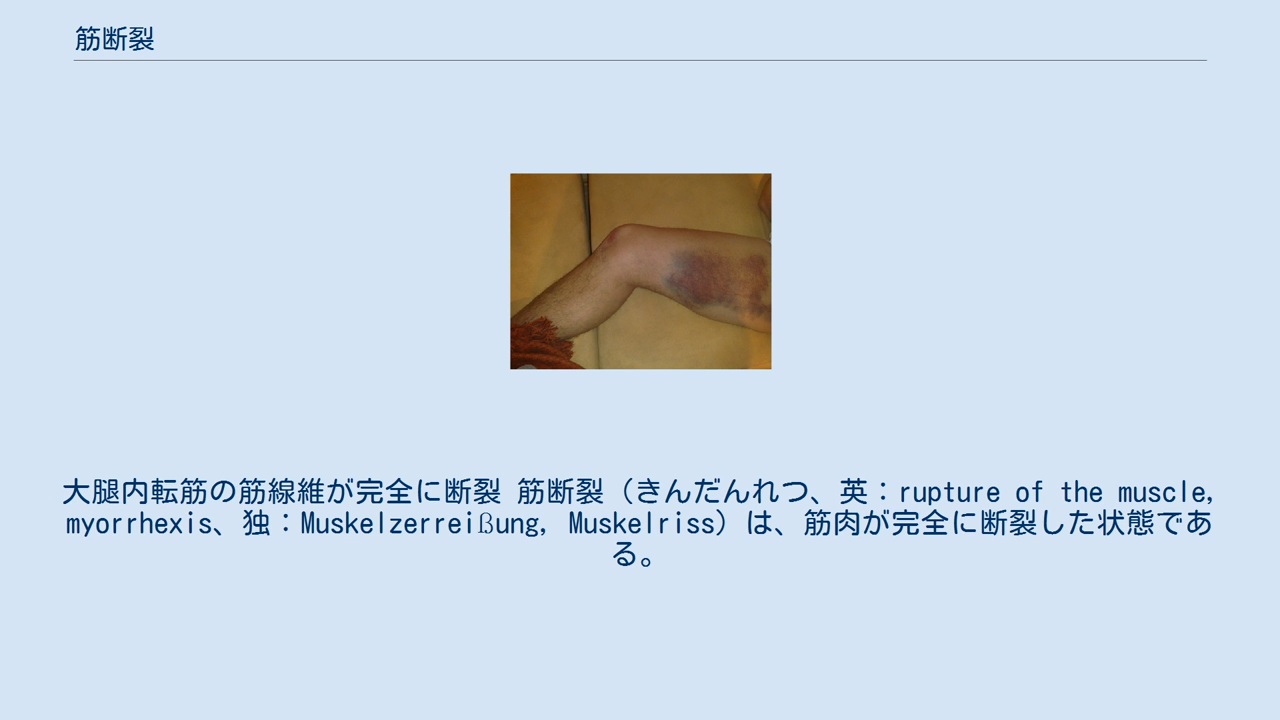 筋断裂
大腿内転筋の筋線維が完全に断裂 筋断裂（きんだんれつ、英：rupture of the muscle,
myorrhexis、独：Muskelzerreißung, Muskelriss）は、筋肉が完全に断裂した状態であ
る。